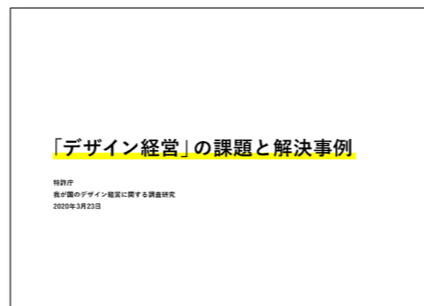 「デザイン経営」の課題と解決事例
特許庁
我が国のデザイン経営に関する調査研究
2020年3月23日